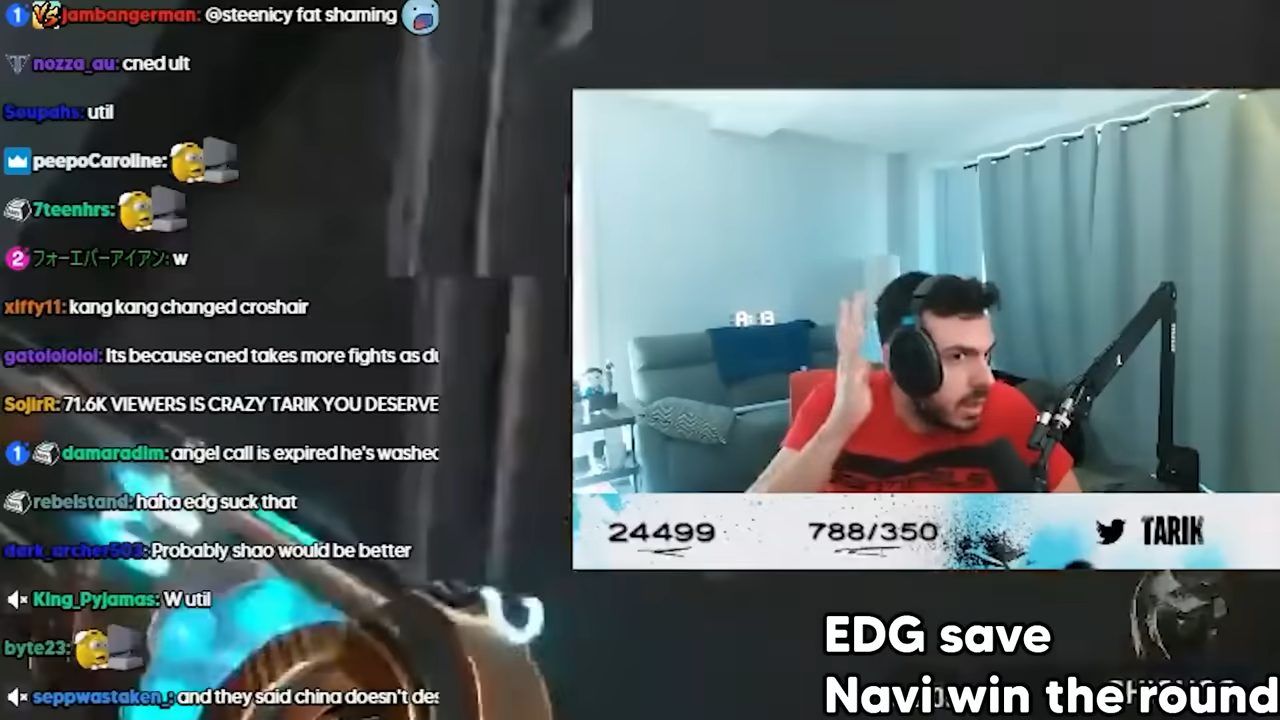 jambangerman: @steenicy fat shaming
nozza_au: cned ult
Soupahs: util
peepoCaroline:
7teenhrs:
2 フォーエバーアイアン: w
xiffy11: kang kang changed croshair
gatolololol: Its because cned takes more fights as du
SojirR: 71.6K VIEWERS IS CRAZY TARIK YOU DESERVE
1 damaradim: angel call is expired he's washed
rebelstand: haha edg suck that
dark_archer503: Probably shao would be better
King_Pyjamas: W util
byte23:
seppwastaken_: and they said china doesn't des
24499 788/350 TARIK
EDG save
Navi win the round